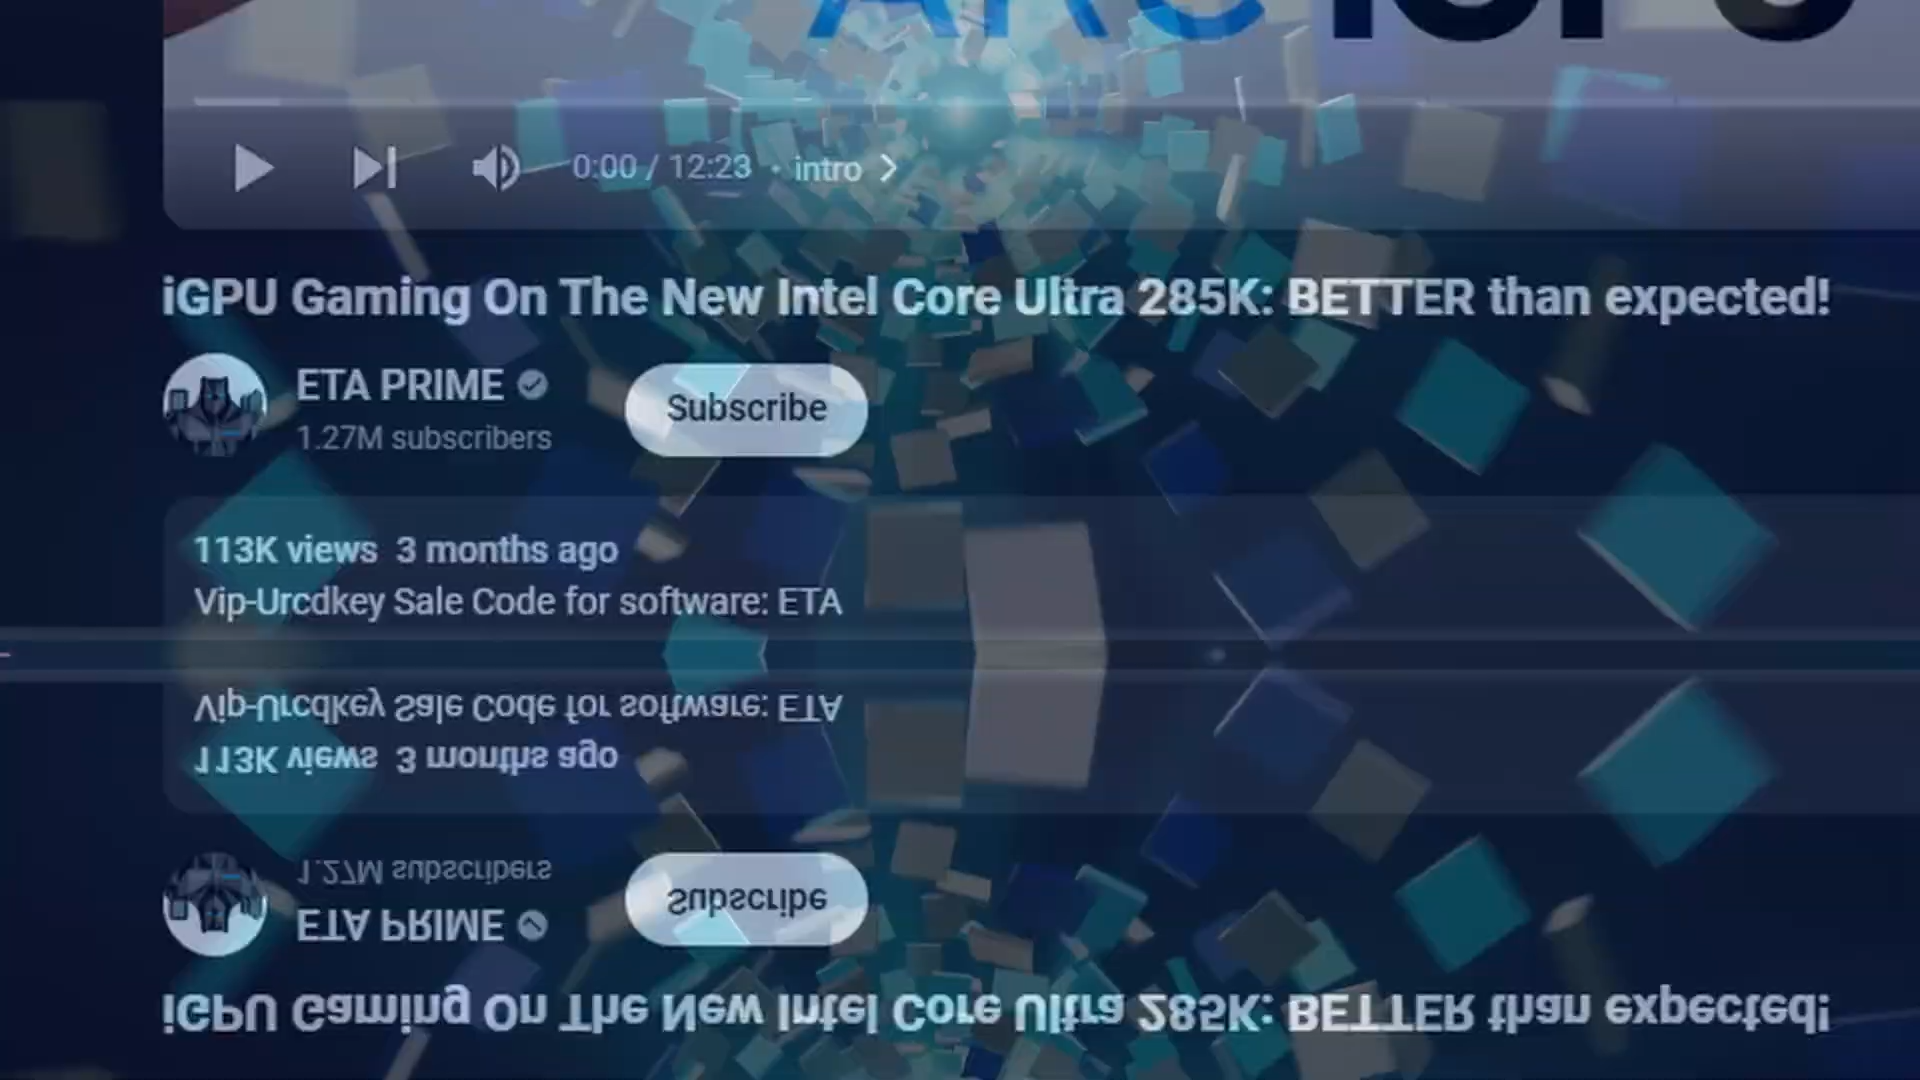 ARC iGPU
0:00 / 12:23 · intro
iGPU Gaming On The New Intel Core Ultra 285K: BETTER than expected!
ETA PRIME
1.27M subscribers
Subscribe
113K views 3 months ago
Vip-Urcdkey Sale Code for software: ETA
Vip-Urcdkey Sale Code for software: ETA
113K views 3 months ago
1.27M subscribers
ETA PRIME
Subscribe
iGPU Gaming On The New Intel Core Ultra 285K: BETTER than expected!